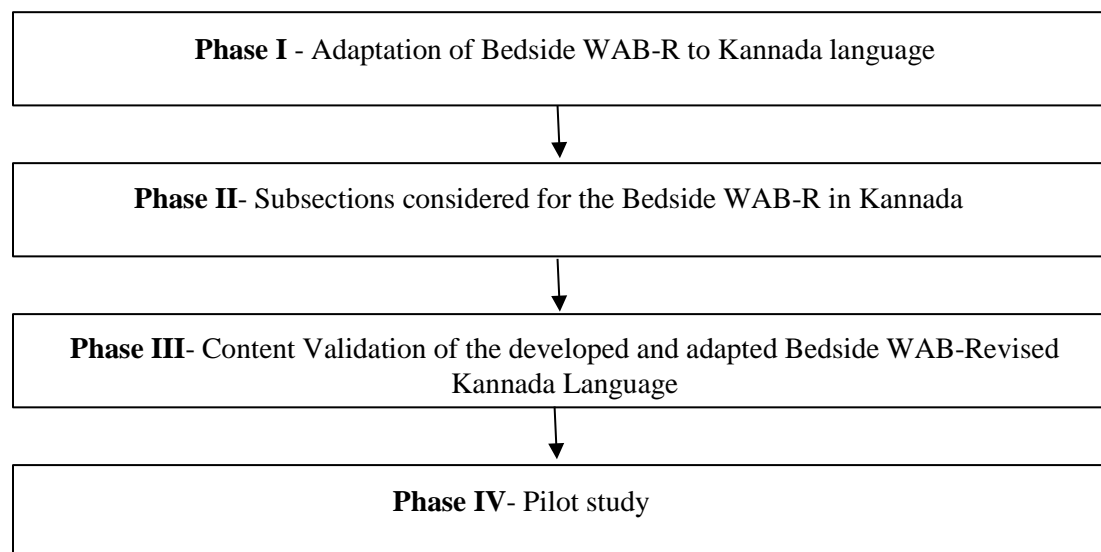 Phase I - Adaptation of Bedside WAB-R to Kannada language
Phase II- Subsections considered for the Bedside WAB-R in Kannada
Phase III- Content Validation of the developed and adapted Bedside WAB-Revised
Kannada Language
Phase IV- Pilot study